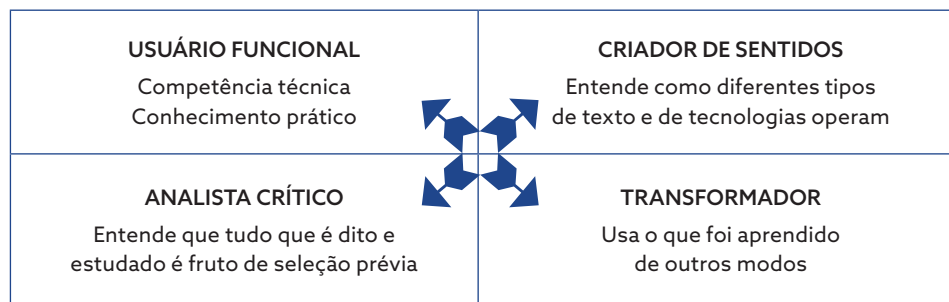 USUÁRIO FUNCIONAL
Competência técnica
Conhecimento prático
CRIADOR DE SENTIDOS
Entende como diferentes tipos
de texto e de tecnologias operam
ANALISTA CRÍTICO
Entende que tudo que é dito e
estudado é fruto de seleção prévia
TRANSFORMADOR
Usa o que foi aprendido
de outros modos